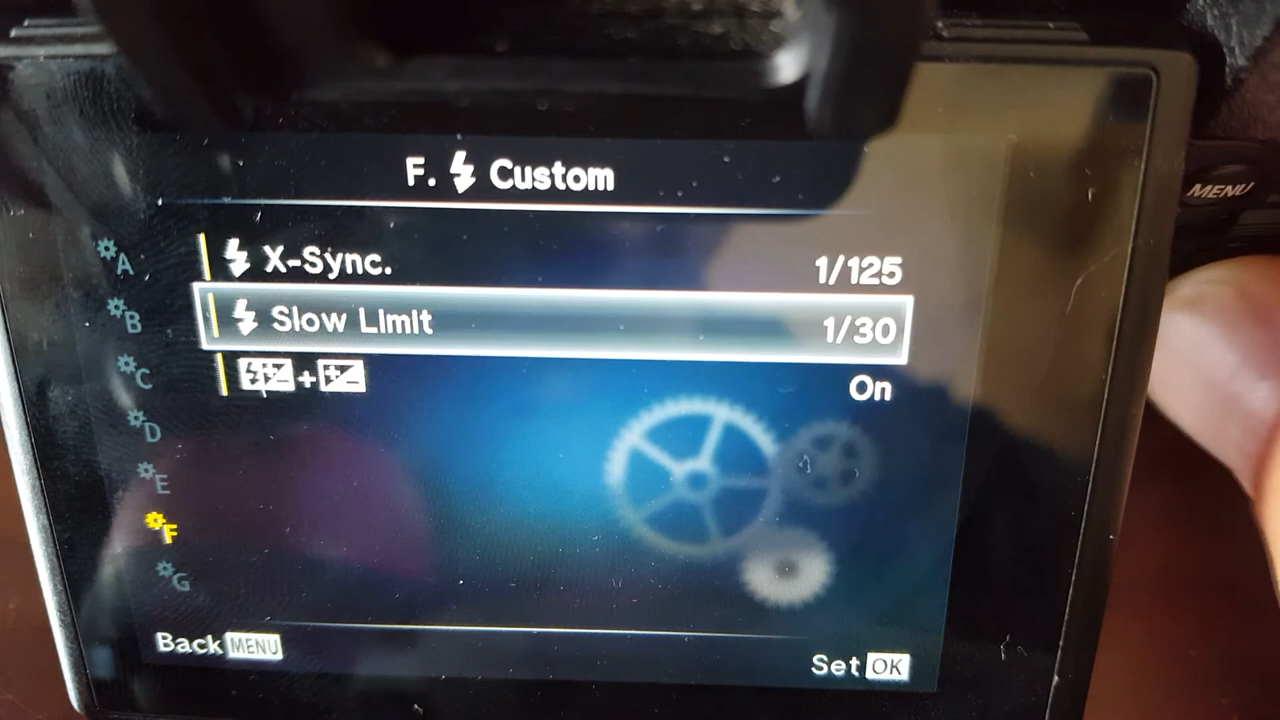 F. Custom
MENU
X-Sync. 1/125
Slow Limit 1/30
+ On
A
B
C
D
E
F
G
Back MENU
Set OK